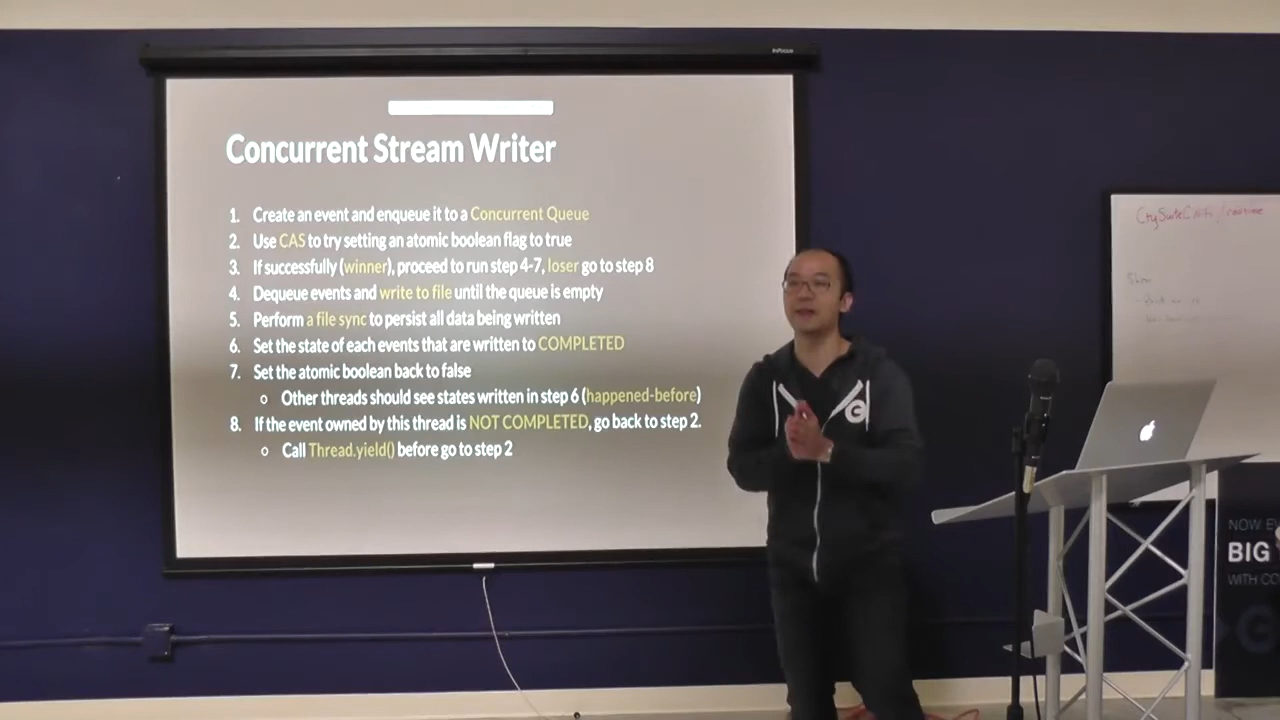 InFocus
Concurrent Stream Writer
1. Create an event and enqueue it to a Concurrent Queue
2. Use CAS to try setting an atomic boolean flag to true
3. If successfully (winner), proceed to run step 4-7, loser go to step 8
4. Dequeue events and write to file until the queue is empty
5. Perform a file sync to persist all data being written
6. Set the state of each events that are written to COMPLETED
7. Set the atomic boolean back to false
○ Other threads should see states written in step 6 (happened-before)
8. If the event owned by this thread is NOT COMPLETED, go back to step 2.
○ Call Thread.yield() before go to step 2
NOW
BIG
WITH